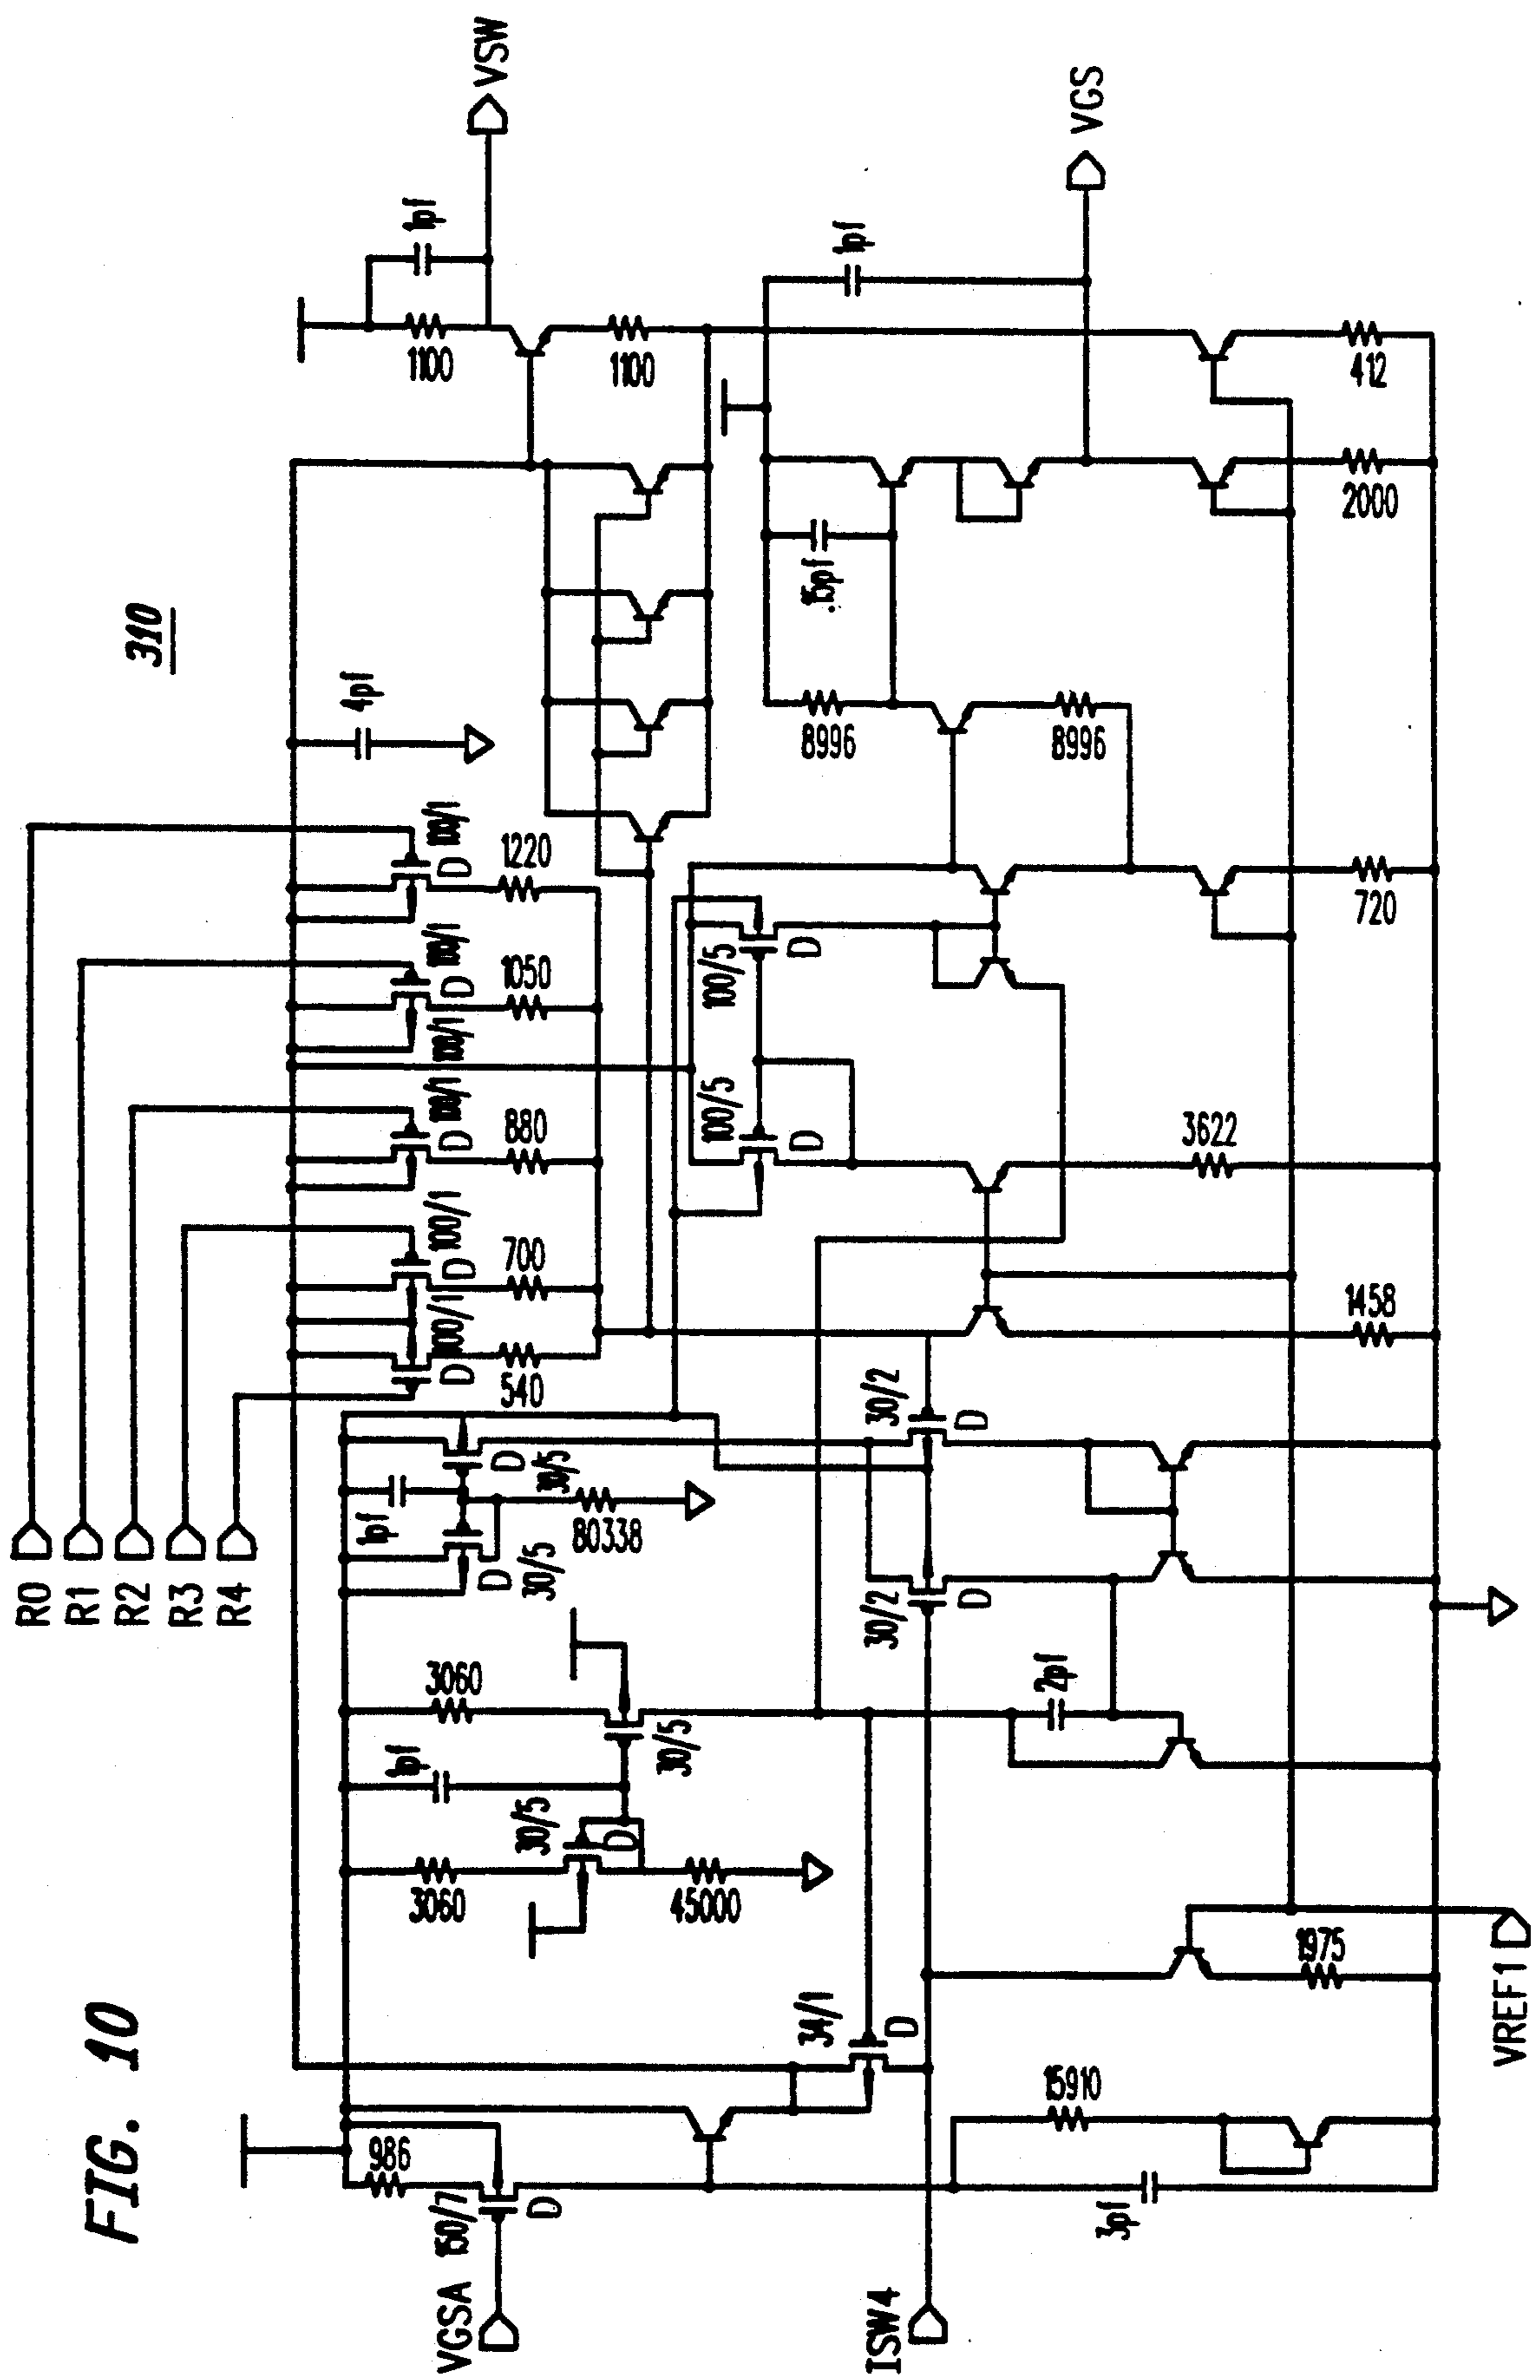 FIG. 10
310
R0
R1
R2
R3
R4
VGSA
ISW4
VREF1
VSW
VGS
986
150/7
D
34/1
D
15910
3pf
1975
3060
30/5
D
45000
1pf
3060
30/5
2pf
1pf
D
30/5
D
30/5
80338
30/2
D
30/2
D
540
D
100/1
700
D
100/1
880
D
100/1
1050
D
100/1
100/1
1220
D
100/1
4pf
100/5
D
100/5
D
3622
1458
720
8996
8996
.15pf
2000
412
1100
1100
1pf
1pf